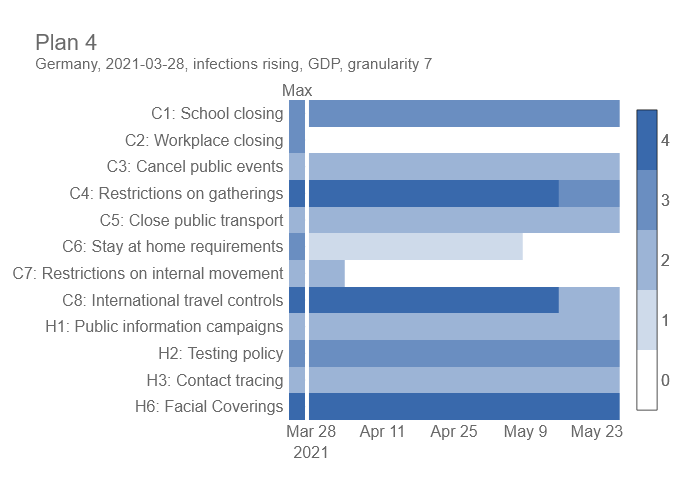 Plan 4
Germany, 2021-03-28, infections rising, GDP, granularity 7
Max
C1: School closing
C2: Workplace closing
C3: Cancel public events
C4: Restrictions on gatherings
C5: Close public transport
C6: Stay at home requirements
C7: Restrictions on internal movement
C8: International travel controls
H1: Public information campaigns
H2: Testing policy
H3: Contact tracing
H6: Facial Coverings
4
3
2
1
0
Mar 28 Apr 11 Apr 25 May 9 May 23
2021